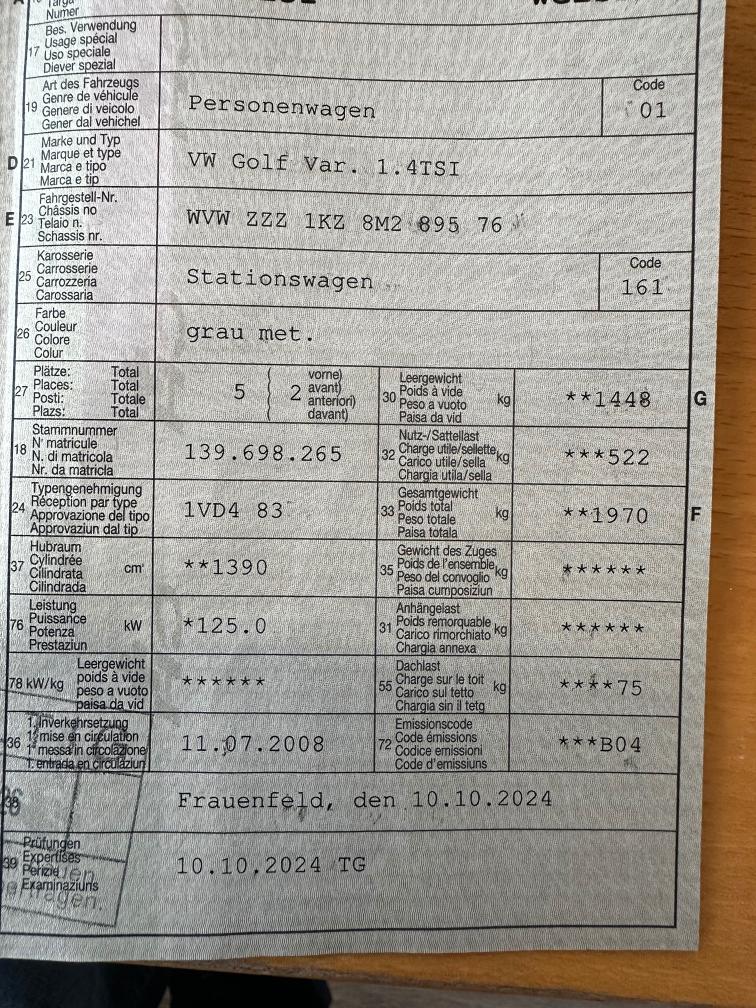 Targa
Numer
17 Bes. Verwendung
Usage spécial
Uso speciale
Diever spezial
19 Art des Fahrzeugs
Genre de véhicule
Genere di veicolo
Gener dal vehichel
Personenwagen
Code
01
D 21 Marke und Typ
Marque et type
Marca e tipo
Marca e tip
VW Golf Var. 1.4TSI
E 23 Fahrgestell-Nr.
Châssis no
Telaio n.
Schassis nr.
WVW ZZZ 1KZ 8M2 895 76
25 Karosserie
Carrosserie
Carrozzeria
Carossaria
Stationswagen
Code
161
26 Farbe
Couleur
Colore
Colur
grau met.
27 Plätze: Total
Places: Total
Posti: Totale
Plazs: Total
5 ( 2 vorne)
avant)
anteriori)
davant)
30 Leergewicht
Poids à vide
Peso a vuoto
Paisa da vid
kg
**1448
G
18 Stammnummer
N° matricule
N. di matricola
Nr. da matricla
139.698.265
32 Nutz-/Sattellast
Charge utile/sellette
Carico utile/sella
Chargia utila/sella
kg
***522
24 Typengenehmigung
Réception par type
Approvazione del tipo
Approvaziun dal tip
1VD4 83
33 Gesamtgewicht
Poids total
Peso totale
Paisa totala
kg
**1970
F
37 Hubraum
Cylindrée
Cilindrata
Cilindrada
cm³
**1390
35 Gewicht des Zuges
Poids de l'ensemble
Peso del convoglio
Paisa cumposiziun
kg
******
76 Leistung
Puissance
Potenza
Prestaziun
kW
*125.0
31 Anhängelast
Poids remorquable
Carico rimorchiato
Chargia annexa
kg
******
78 kW/kg Leergewicht
poids à vide
peso a vuoto
paisa da vid
******
55 Dachlast
Charge sur le toit
Carico sul tetto
Chargia sin il tetg
kg
****75
36 1. Inverkehrsetzung
1re mise en circulation
1a messa in circolazione
1. entrada en circulaziun
11.07.2008
72 Emissionscode
Code émissions
Codice emissioni
Code d'emissiuns
***B04
38
Frauenfeld, den 10.10.2024
39 Prüfungen
Expertises
Perizie
Examinaziuns
10.10.2024 TG